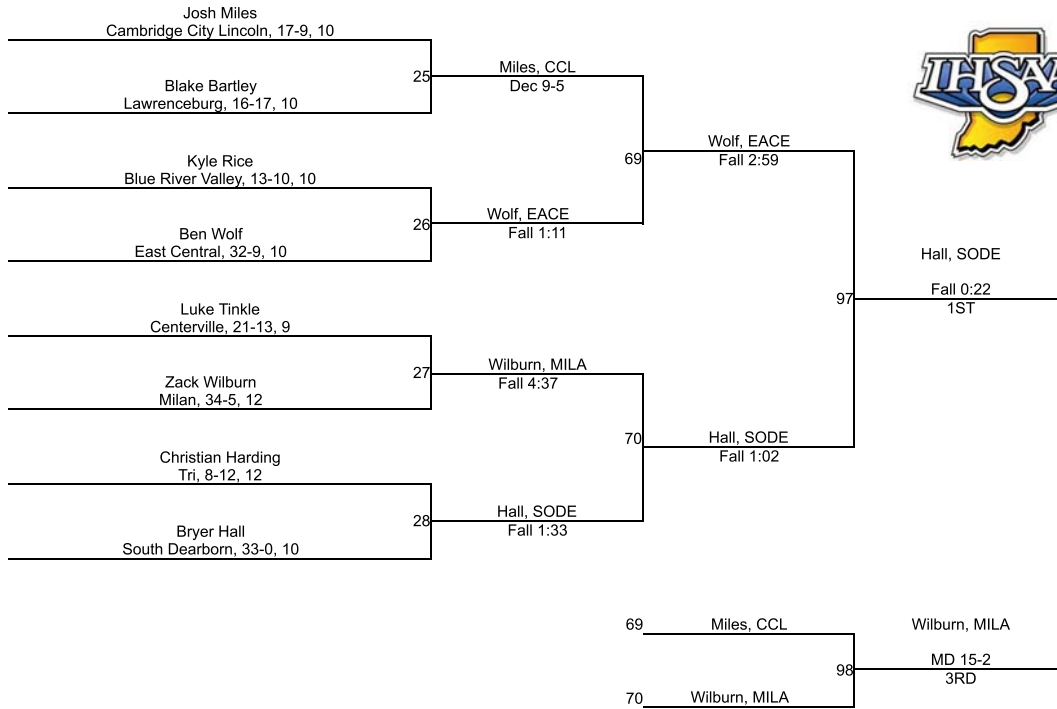 Josh Miles
Cambridge City Lincoln, 17-9, 10
25
Blake Bartley
Lawrenceburg, 16-17, 10
Miles, CCL
Dec 9-5
Kyle Rice
Blue River Valley, 13-10, 10
26
Ben Wolf
East Central, 32-9, 10
Wolf, EACE
Fall 1:11
69
Wolf, EACE
Fall 2:59
Luke Tinkle
Centerville, 21-13, 9
27
Zack Wilburn
Milan, 34-5, 12
Wilburn, MILA
Fall 4:37
Christian Harding
Tri, 8-12, 12
28
Bryer Hall
South Dearborn, 33-0, 10
Hall, SODE
Fall 1:33
70
Hall, SODE
Fall 1:02
97
Hall, SODE
Fall 0:22
1ST
69
Miles, CCL
98
70
Wilburn, MILA
Wilburn, MILA
MD 15-2
3RD
IHSAA